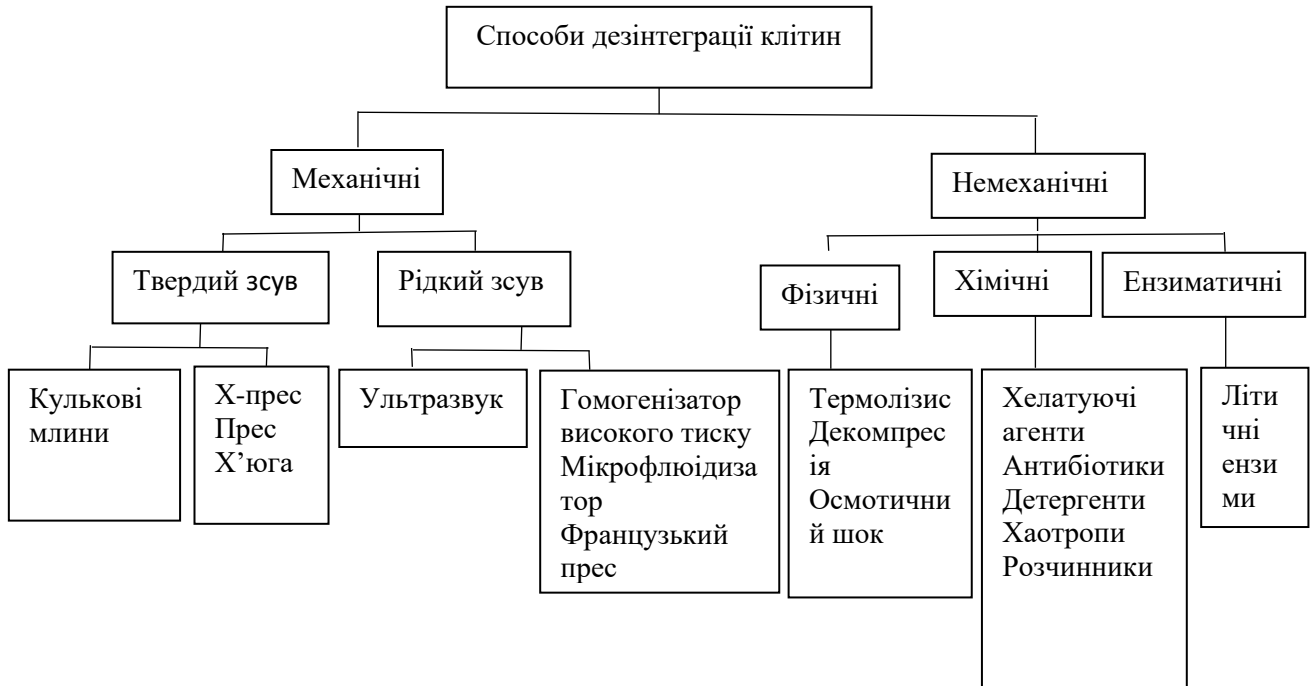 Способи дезінтеграції клітин
Механічні
Немеханічні
Твердий зсув
Рідкий зсув
Фізичні
Хімічні
Ензиматичні
Кулькові
млини
Х-прес
Прес
Х’юга
Ультразвук
Гомогенізатор
високого тиску
Мікрофлюідиза
тор
Французький
прес
Термолізис
Декомпрес
ія
Осмотични
й шок
Хелатуючі
агенти
Антибіотики
Детергенти
Хаотропи
Розчинники
Літи
чні
ензи
ми